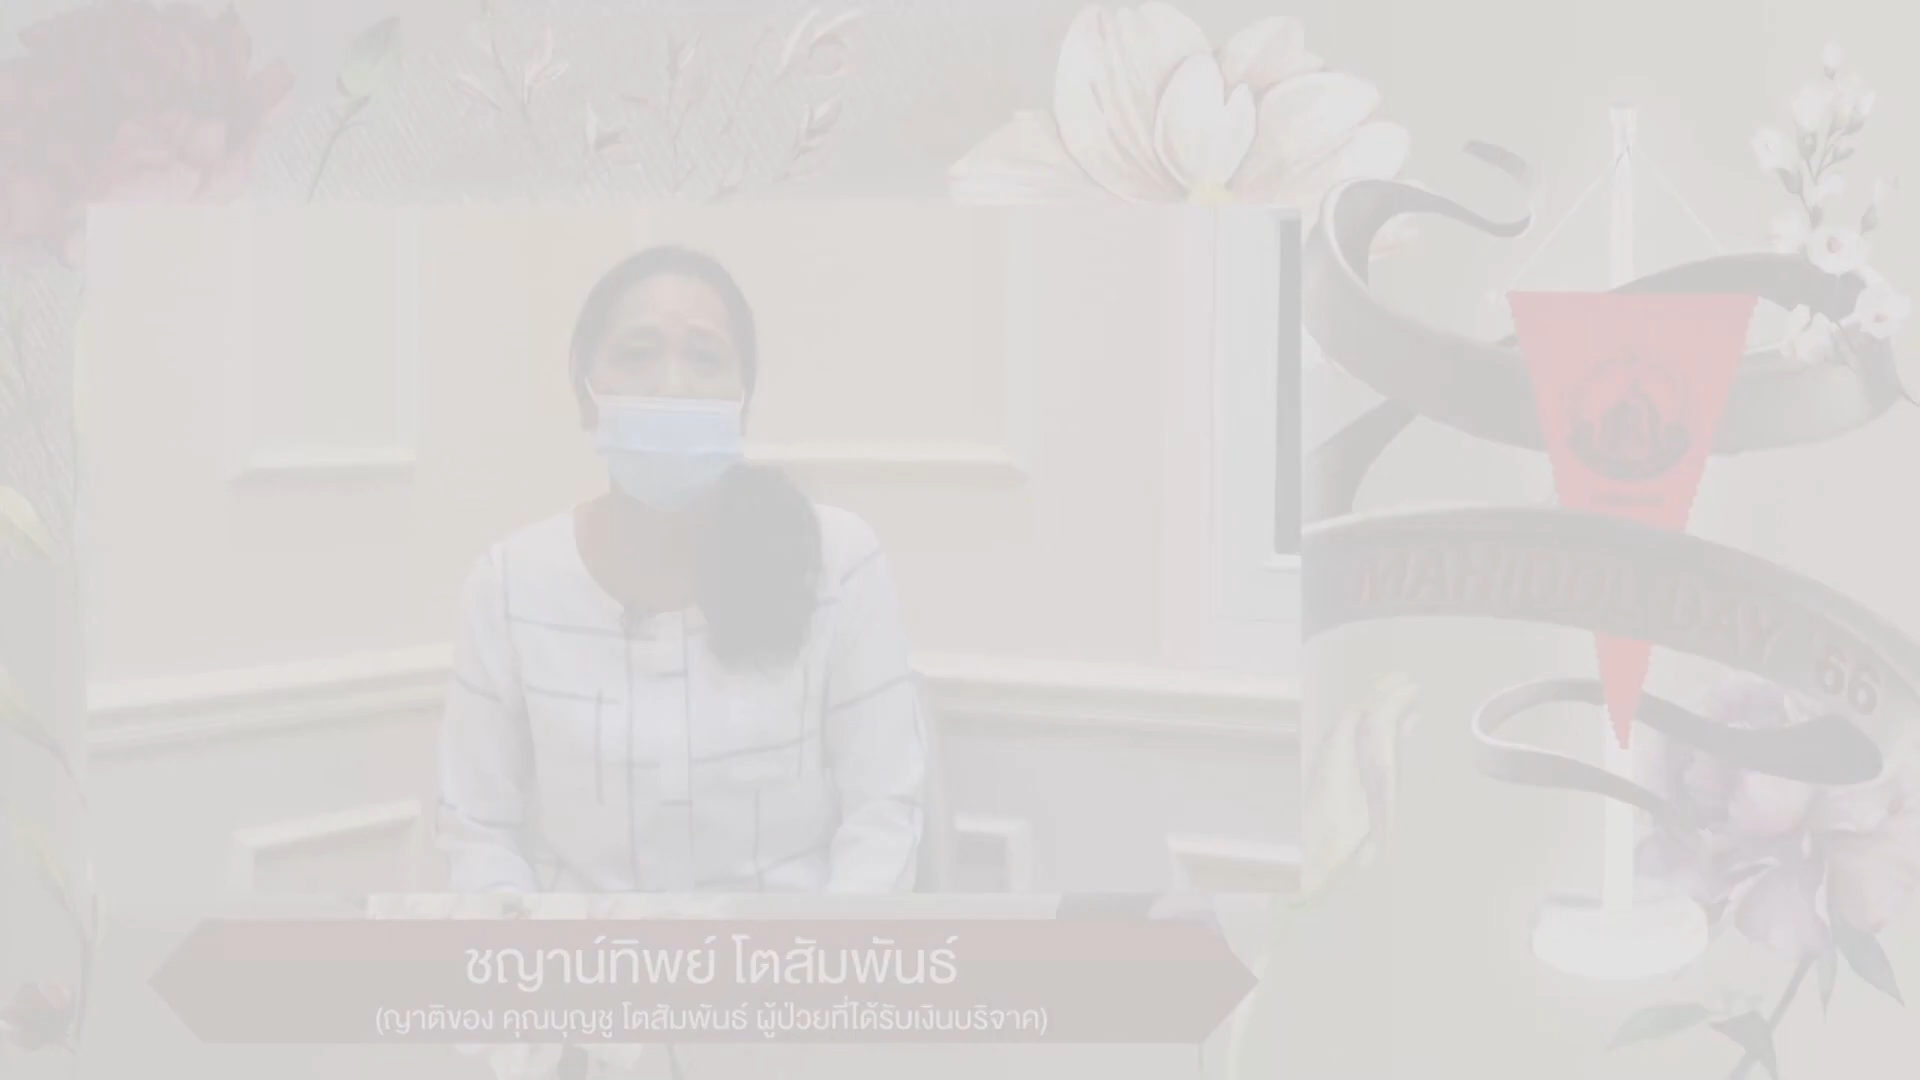 ชญาน์ทิพย์ โตสัมพันธ์
(ญาติของ คุณบุญชู โตสัมพันธ์ ผู้ป่วยที่ได้รับเงินบริจาค)
66